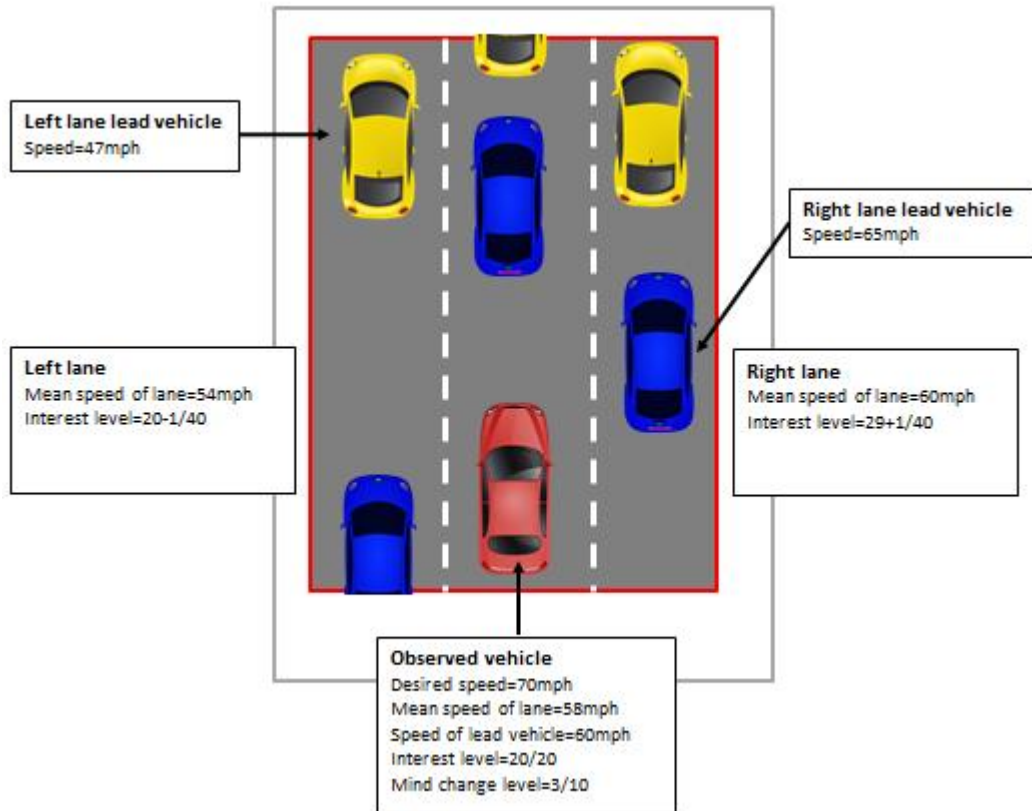 Left lane lead vehicle
Speed=47mph
Right lane lead vehicle
Speed=65mph
Left lane
Mean speed of lane=54mph
Interest level=20-1/40
Right lane
Mean speed of lane=60mph
Interest level=29+1/40
Observed vehicle
Desired speed=70mph
Mean speed of lane=58mph
Speed of lead vehicle=60mph
Interest level=20/20
Mind change level=3/10